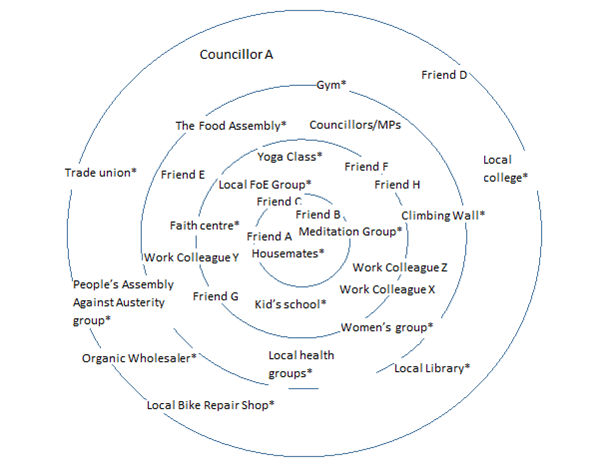 Councillor A
Friend D
Gym*
The Food Assembly*
Councillors/MPs
Yoga Class*
Local
college*
Trade union*
Friend E
Friend F
Local FoE Group*
Friend H
Friend C
Friend B
Climbing Wall*
Faith centre*
Meditation Group*
Friend A
Housemates*
Work Colleague Y
Work Colleague Z
People's Assembly
Against Austerity
group*
Work Colleague X
Friend G
Kid's school*
Women's group*
Organic Wholesaler*
Local health
groups*
Local Library*
Local Bike Repair Shop*